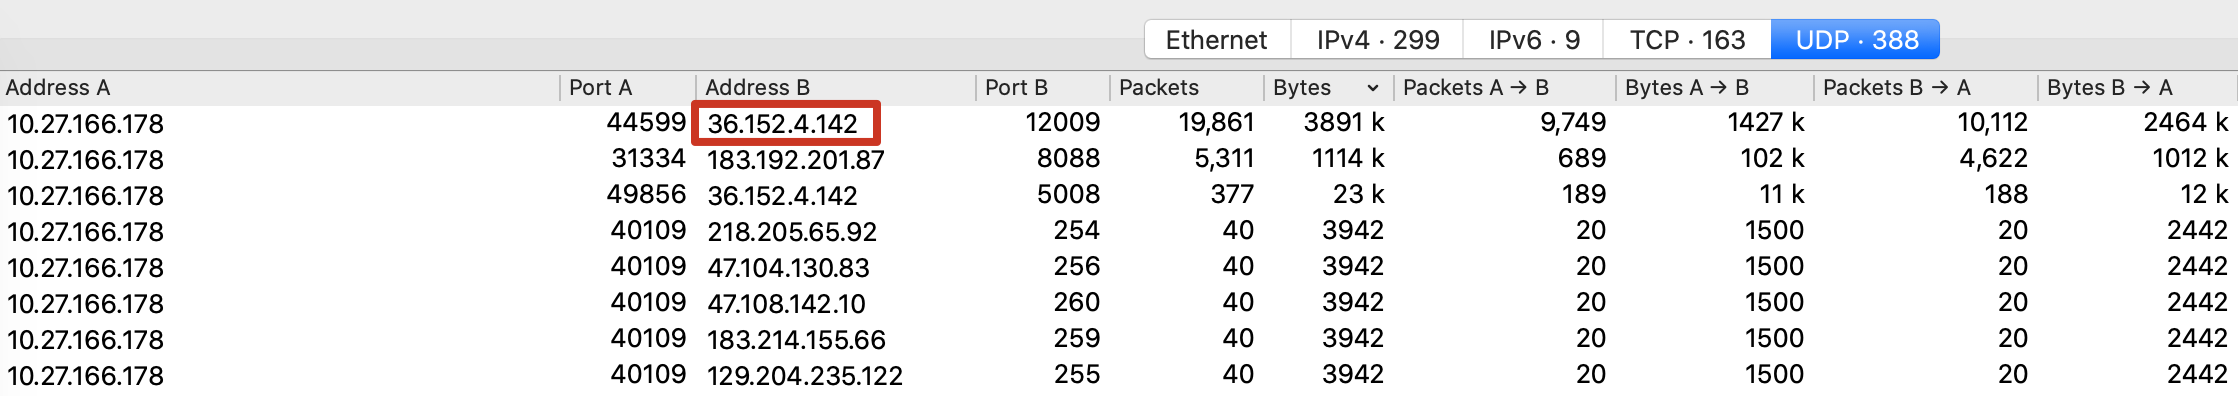 Ethernet IPv4 · 299 IPv6 · 9 TCP · 163 UDP · 388
Address A Port A Address B Port B Packets Bytes Packets A → B Bytes A → B Packets B → A Bytes B → A
10.27.166.178 44599 36.152.4.142 12009 19,861 3891 k 9,749 1427 k 10,112 2464 k
10.27.166.178 31334 183.192.201.87 8088 5,311 1114 k 689 102 k 4,622 1012 k
10.27.166.178 49856 36.152.4.142 5008 377 23 k 189 11 k 188 12 k
10.27.166.178 40109 218.205.65.92 254 40 3942 20 1500 20 2442
10.27.166.178 40109 47.104.130.83 256 40 3942 20 1500 20 2442
10.27.166.178 40109 47.108.142.10 260 40 3942 20 1500 20 2442
10.27.166.178 40109 183.214.155.66 259 40 3942 20 1500 20 2442
10.27.166.178 40109 129.204.235.122 255 40 3942 20 1500 20 2442